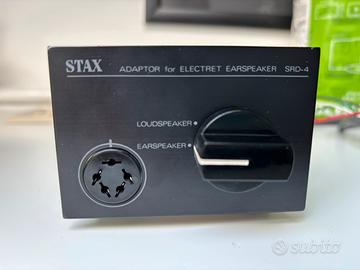 STAX ADAPTOR for ELECTRET EARSPEAKER SRD-4
LOUDSPEAKER
EARSPEAKER
subito